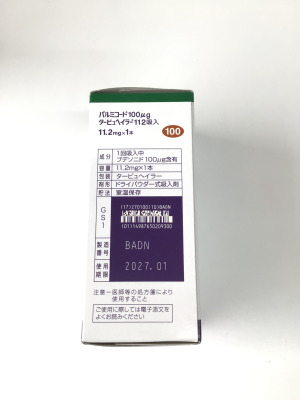 パルミコート100μg
タービュヘイラー112吸入
11.2mg×1本
100
成分 1回吸入中
ブデソニド100μg含有
容量 11.2mg×1本
包装 タービュヘイラー
剤形 ドライパウダー式吸入剤
貯法 室温保存
GS1
(17)270100(10)BADN
(01)14987650209300
製造番号 BADN
使用期限 2027.01
注意-医師等の処方箋により
使用すること
ご使用に際しては電子添文を
よくお読みください